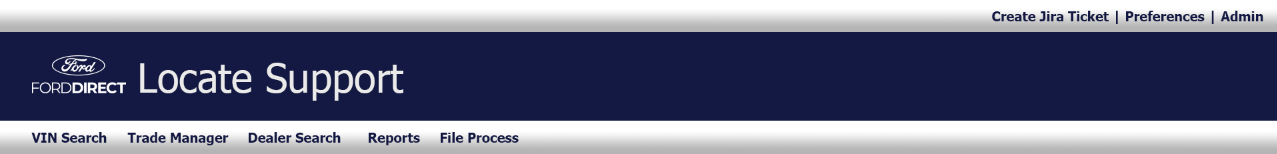 Create Jira Ticket | Preferences | Admin
Ford
FORDDIRECT Locate Support
VIN Search Trade Manager Dealer Search Reports File Process